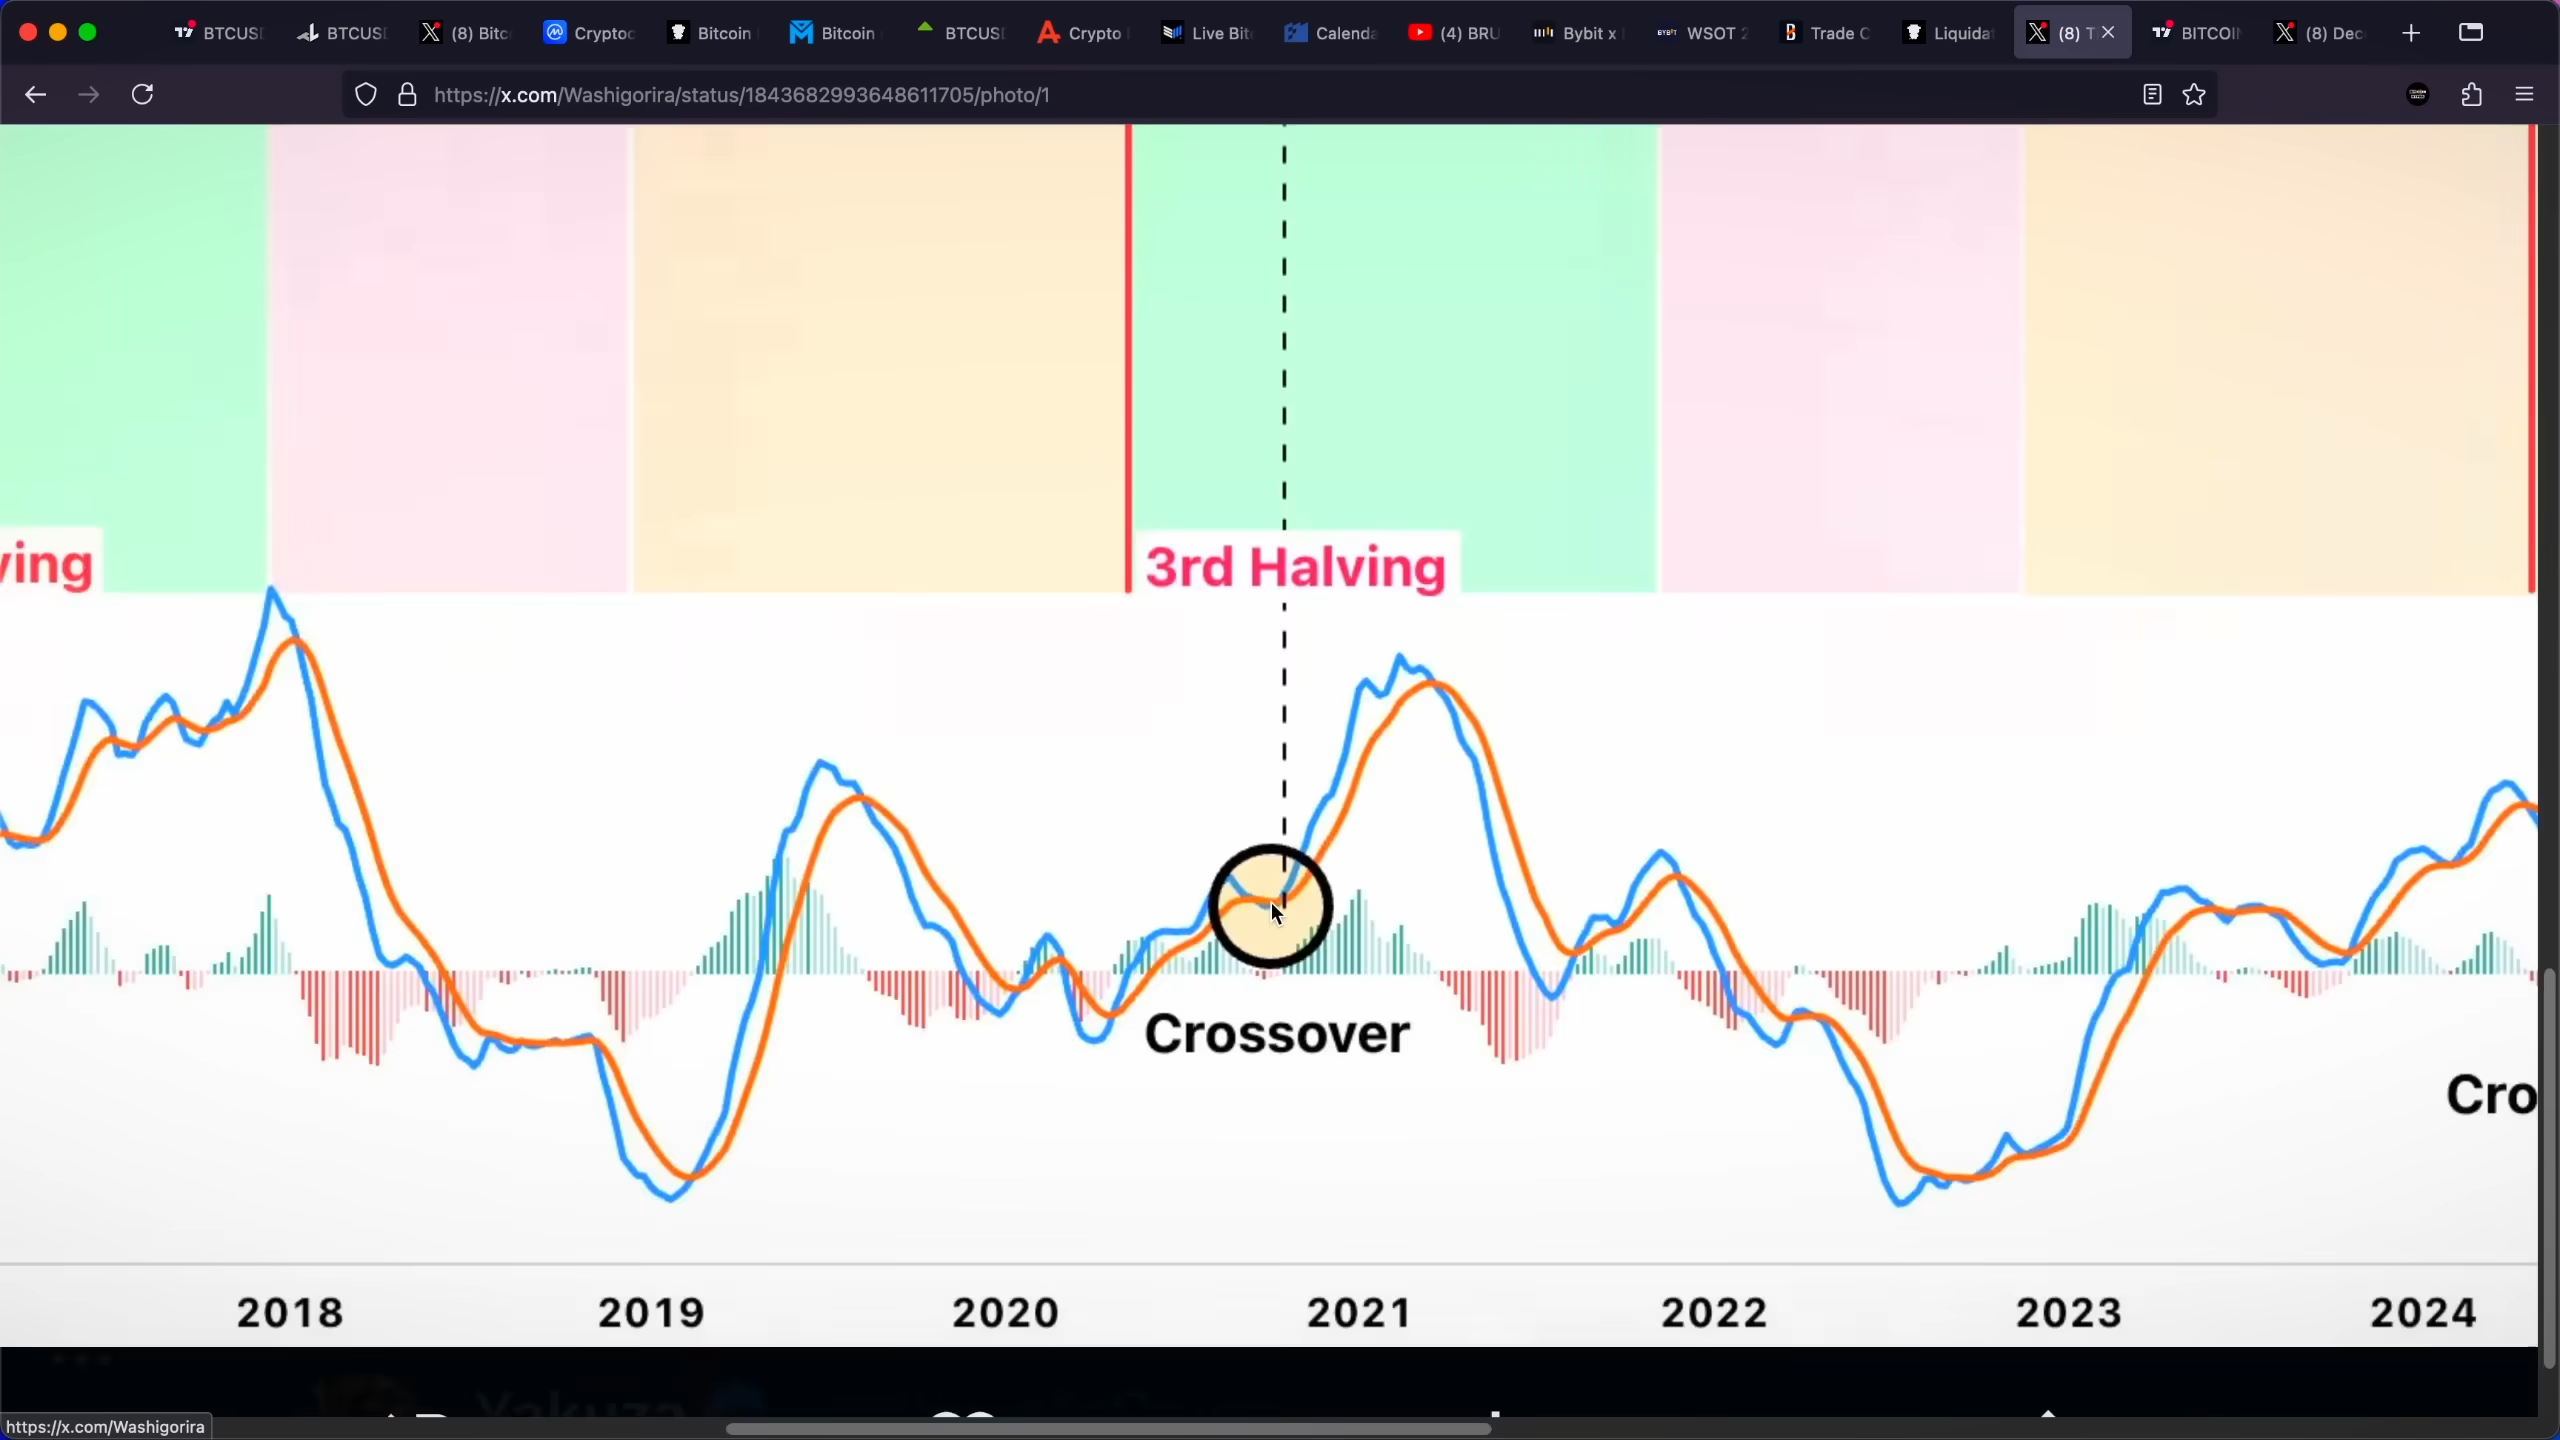 BTCUS
BTCUS
(8) Bitc
Cryptoc
Bitcoin
Bitcoin
BTCUS
Crypto
Live Bit
Calenda
(4) BRU
Bybit x
WSOT 2
Trade C
Liquida
(8) T
BITCOI
(8) Dec
https://x.com/Washigorira/status/1843682993648611705/photo/1
ving
3rd Halving
Crossover
Cro
2018 2019 2020 2021 2022 2023 2024
Yakuza
https://x.com/Washigorira